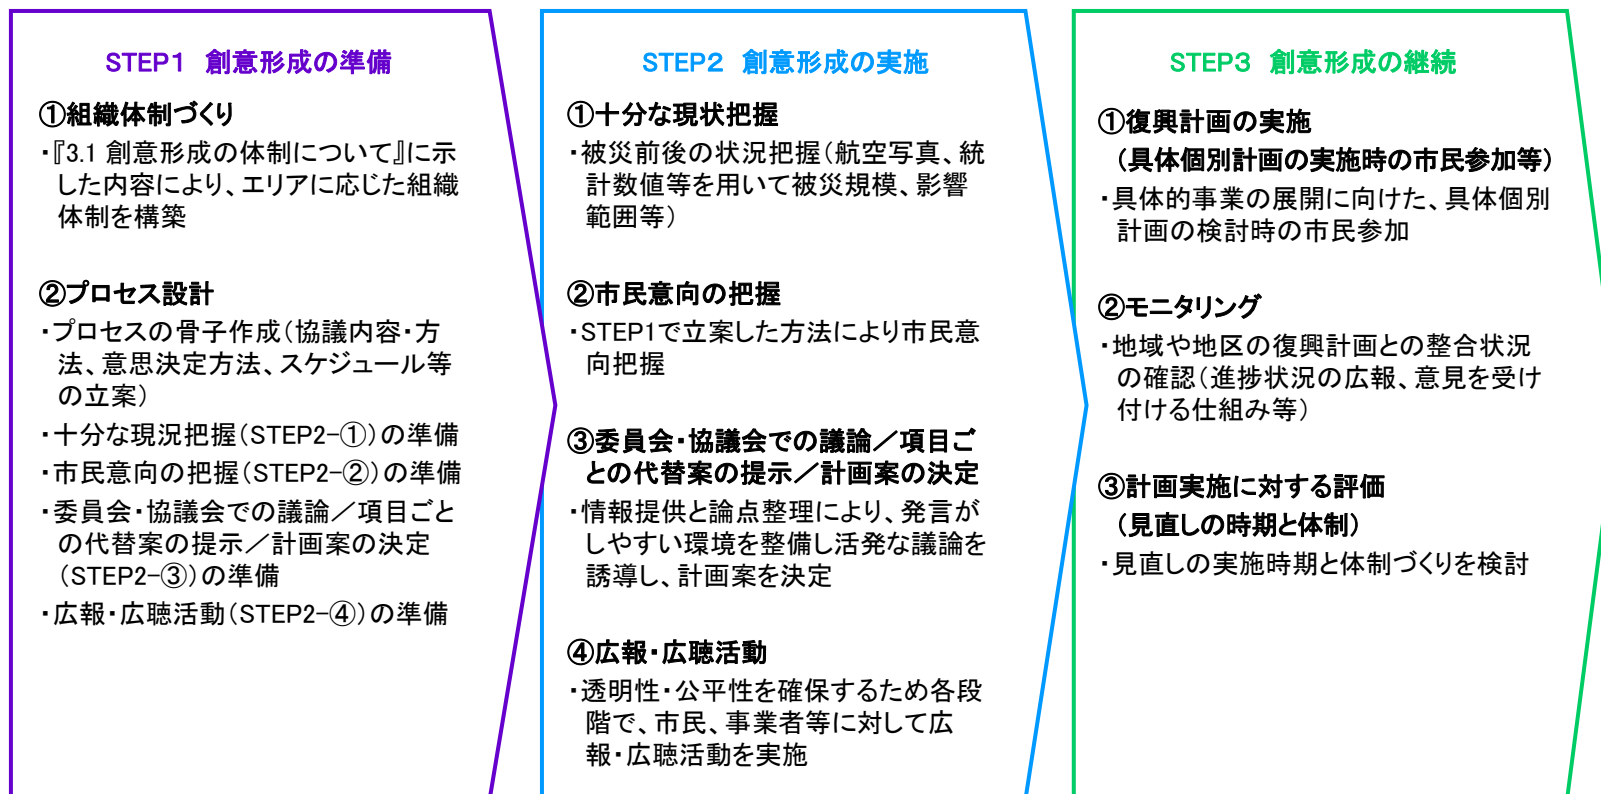 STEP1 創意形成の準備
①組織体制づくり
・『3.1 創意形成の体制について』に示
した内容により、エリアに応じた組織
体制を構築
②プロセス設計
・プロセスの骨子作成(協議内容・方
法、意思決定方法、スケジュール等
の立案)
・十分な現況把握(STEP2-①)の準備
・市民意向の把握(STEP2-②)の準備
・委員会・協議会での議論/項目ごと
の代替案の提示/計画案の決定
(STEP2-③)の準備
・広報・広聴活動(STEP2-④)の準備
STEP2 創意形成の実施
①十分な現状把握
・被災前後の状況把握(航空写真、統
計数値等を用いて被災規模、影響
範囲等)
②市民意向の把握
・STEP1で立案した方法により市民意
向把握
③委員会・協議会での議論/項目ご
との代替案の提示/計画案の決定
・情報提供と論点整理により、発言が
しやすい環境を整備し活発な議論を
誘導し、計画案を決定
④広報・広聴活動
・透明性・公平性を確保するため各段
階で、市民、事業者等に対して広
報・広聴活動を実施
STEP3 創意形成の継続
①復興計画の実施
(具体個別計画の実施時の市民参加等)
・具体的事業の展開に向けた、具体個別
計画の検討時の市民参加
②モニタリング
・地域や地区の復興計画との整合状況
の確認(進捗状況の広報、意見を受け
付ける仕組み等)
③計画実施に対する評価
(見直しの時期と体制)
・見直しの実施時期と体制づくりを検討